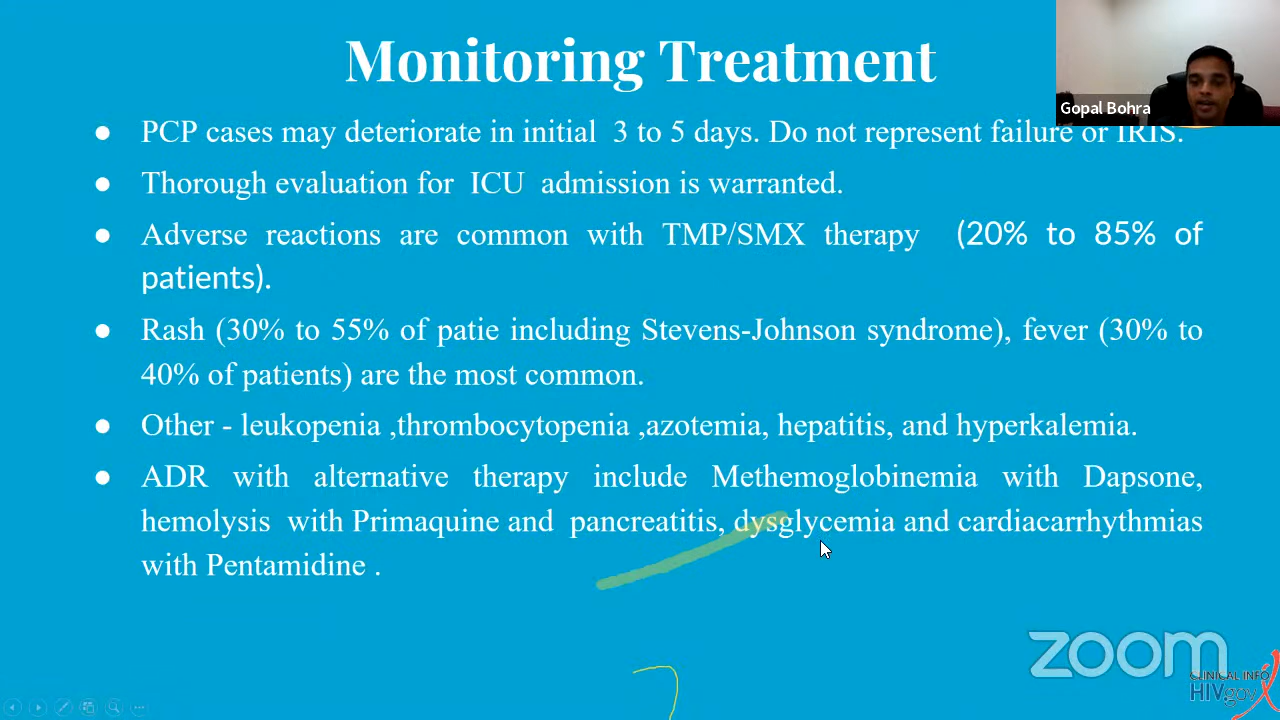 Monitoring Treatment
Gopal Bohra
● PCP cases may deteriorate in initial 3 to 5 days. Do not represent failure or IRIS.
● Thorough evaluation for ICU admission is warranted.
● Adverse reactions are common with TMP/SMX therapy (20% to 85% of
patients).
● Rash (30% to 55% of patie including Stevens-Johnson syndrome), fever (30% to
40% of patients) are the most common.
● Other - leukopenia ,thrombocytopenia ,azotemia, hepatitis, and hyperkalemia.
● ADR with alternative therapy include Methemoglobinemia with Dapsone,
hemolysis with Primaquine and pancreatitis, dysglycemia and cardiacarrhythmias
with Pentamidine .
zoom
CLINICAL INFO
HIV.gov